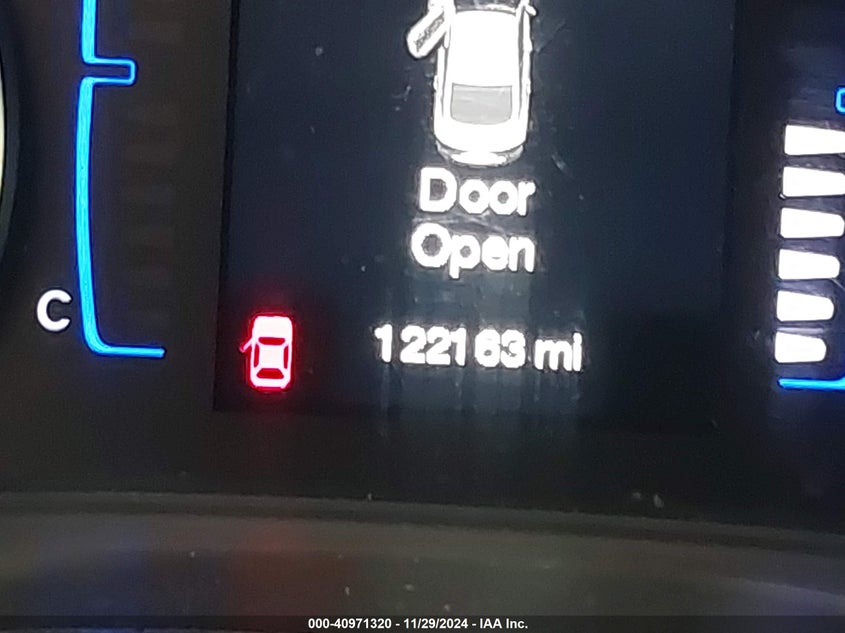 Door
Open
C
122163 mi
000-40971320 - 11/29/2024 - IAA Inc.